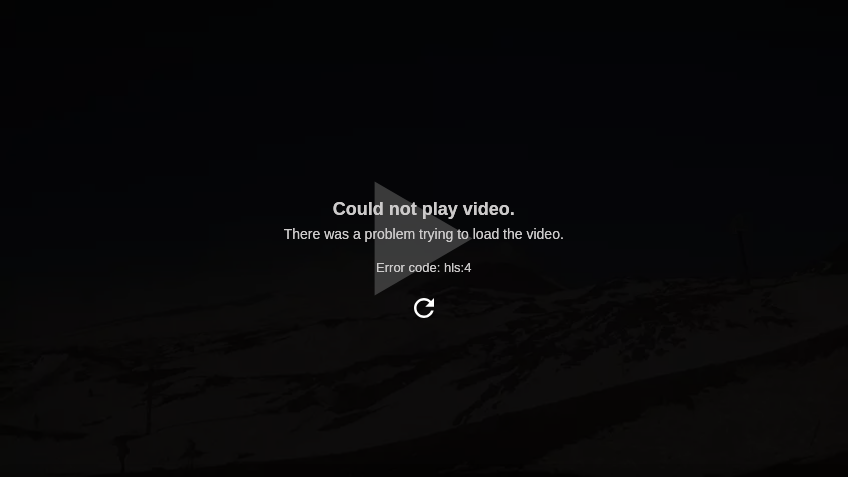 Could not play video.
There was a problem trying to load the video.
Error code: hls:4